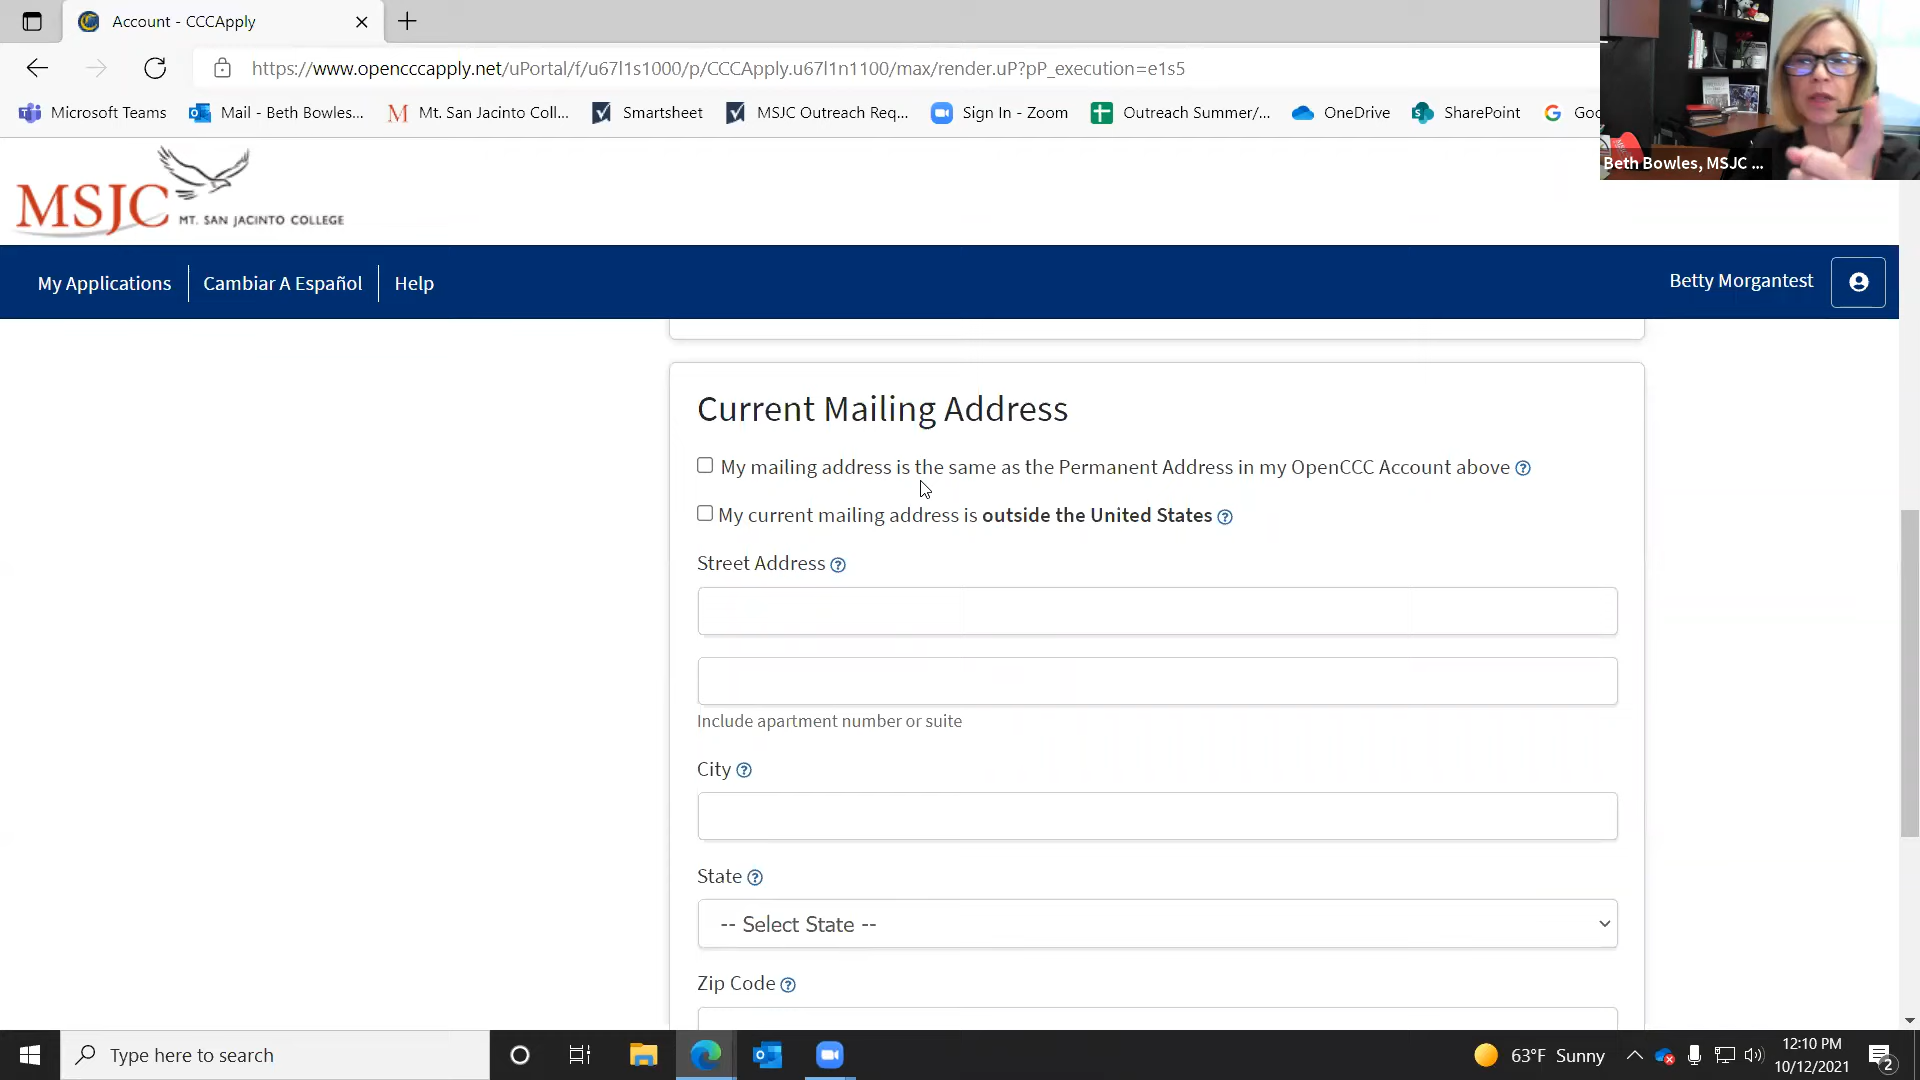 Account - CCCApply
https://www.opencccapply.net/uPortal/f/u67l1s1000/p/CCCApply.u67l1n1100/max/render.uP?pP_execution=e1s5
Microsoft Teams
Mail - Beth Bowles...
Mt. San Jacinto Coll...
Smartsheet
MSJC Outreach Req...
Sign In - Zoom
Outreach Summer/...
OneDrive
SharePoint
Goo
Beth Bowles, MSJC ...
MSJC MT. SAN JACINTO COLLEGE
My Applications
Cambiar A Español
Help
Betty Morgantest
Current Mailing Address
My mailing address is the same as the Permanent Address in my OpenCCC Account above
My current mailing address is outside the United States
Street Address
Include apartment number or suite
City
State
-- Select State --
Zip Code
Type here to search
63°F Sunny
12:10 PM
10/12/2021
2